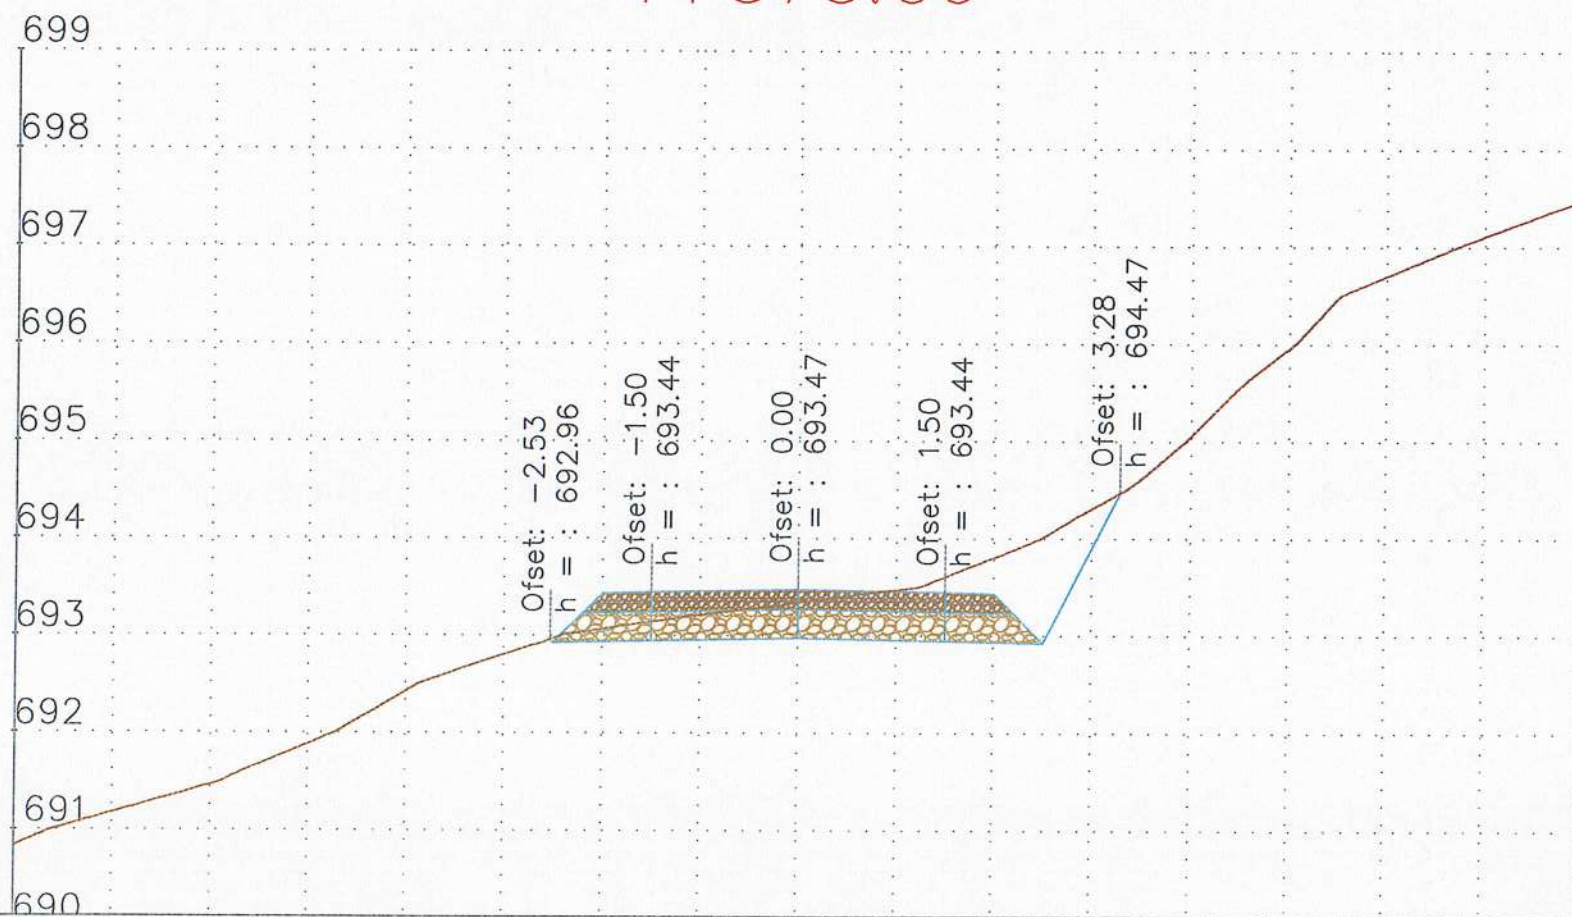 699
698
697
696
695
694
693
692
691
690
Ofset: -2.53
h = : 692.96
Ofset: -1.50
h = : 693.44
Ofset: 0.00
h = : 693.47
Ofset: 1.50
h = : 693.44
Ofset: 3.28
h = : 694.47